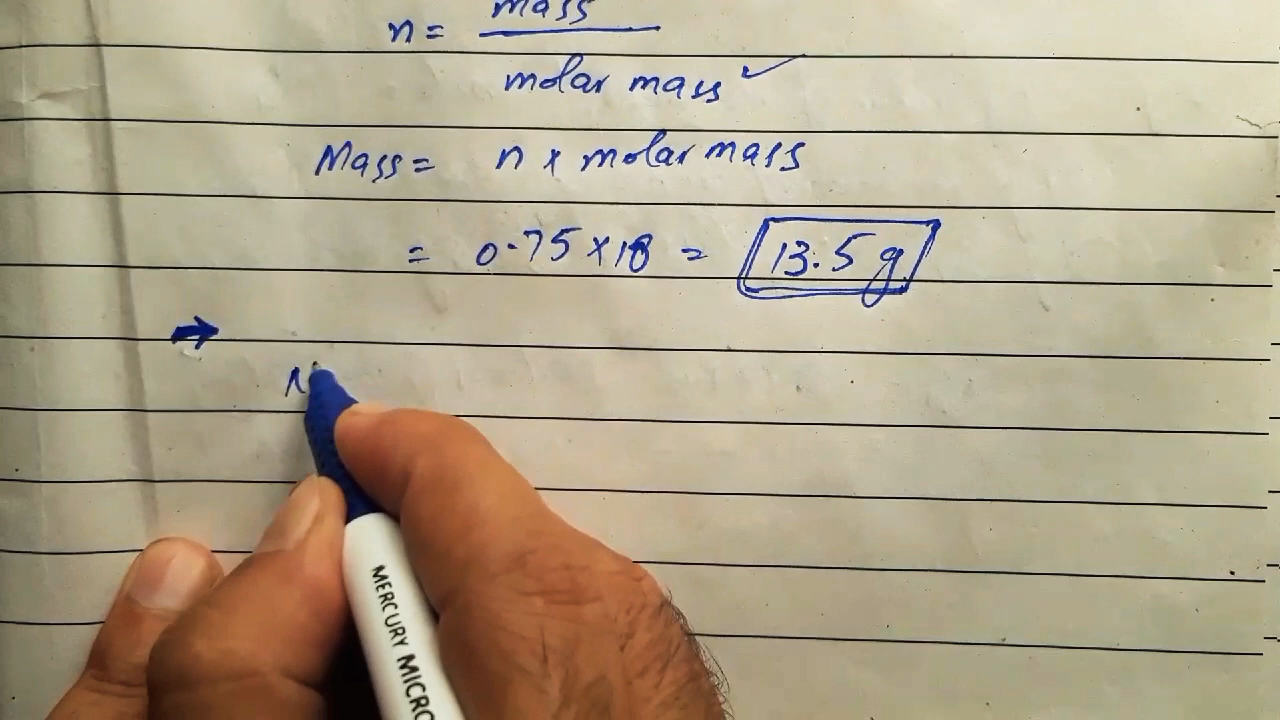 n = mass
molar mass ✓
Mass = n × molar mass
= 0.75 × 18 = 13.5 g
MERCURY MICRO